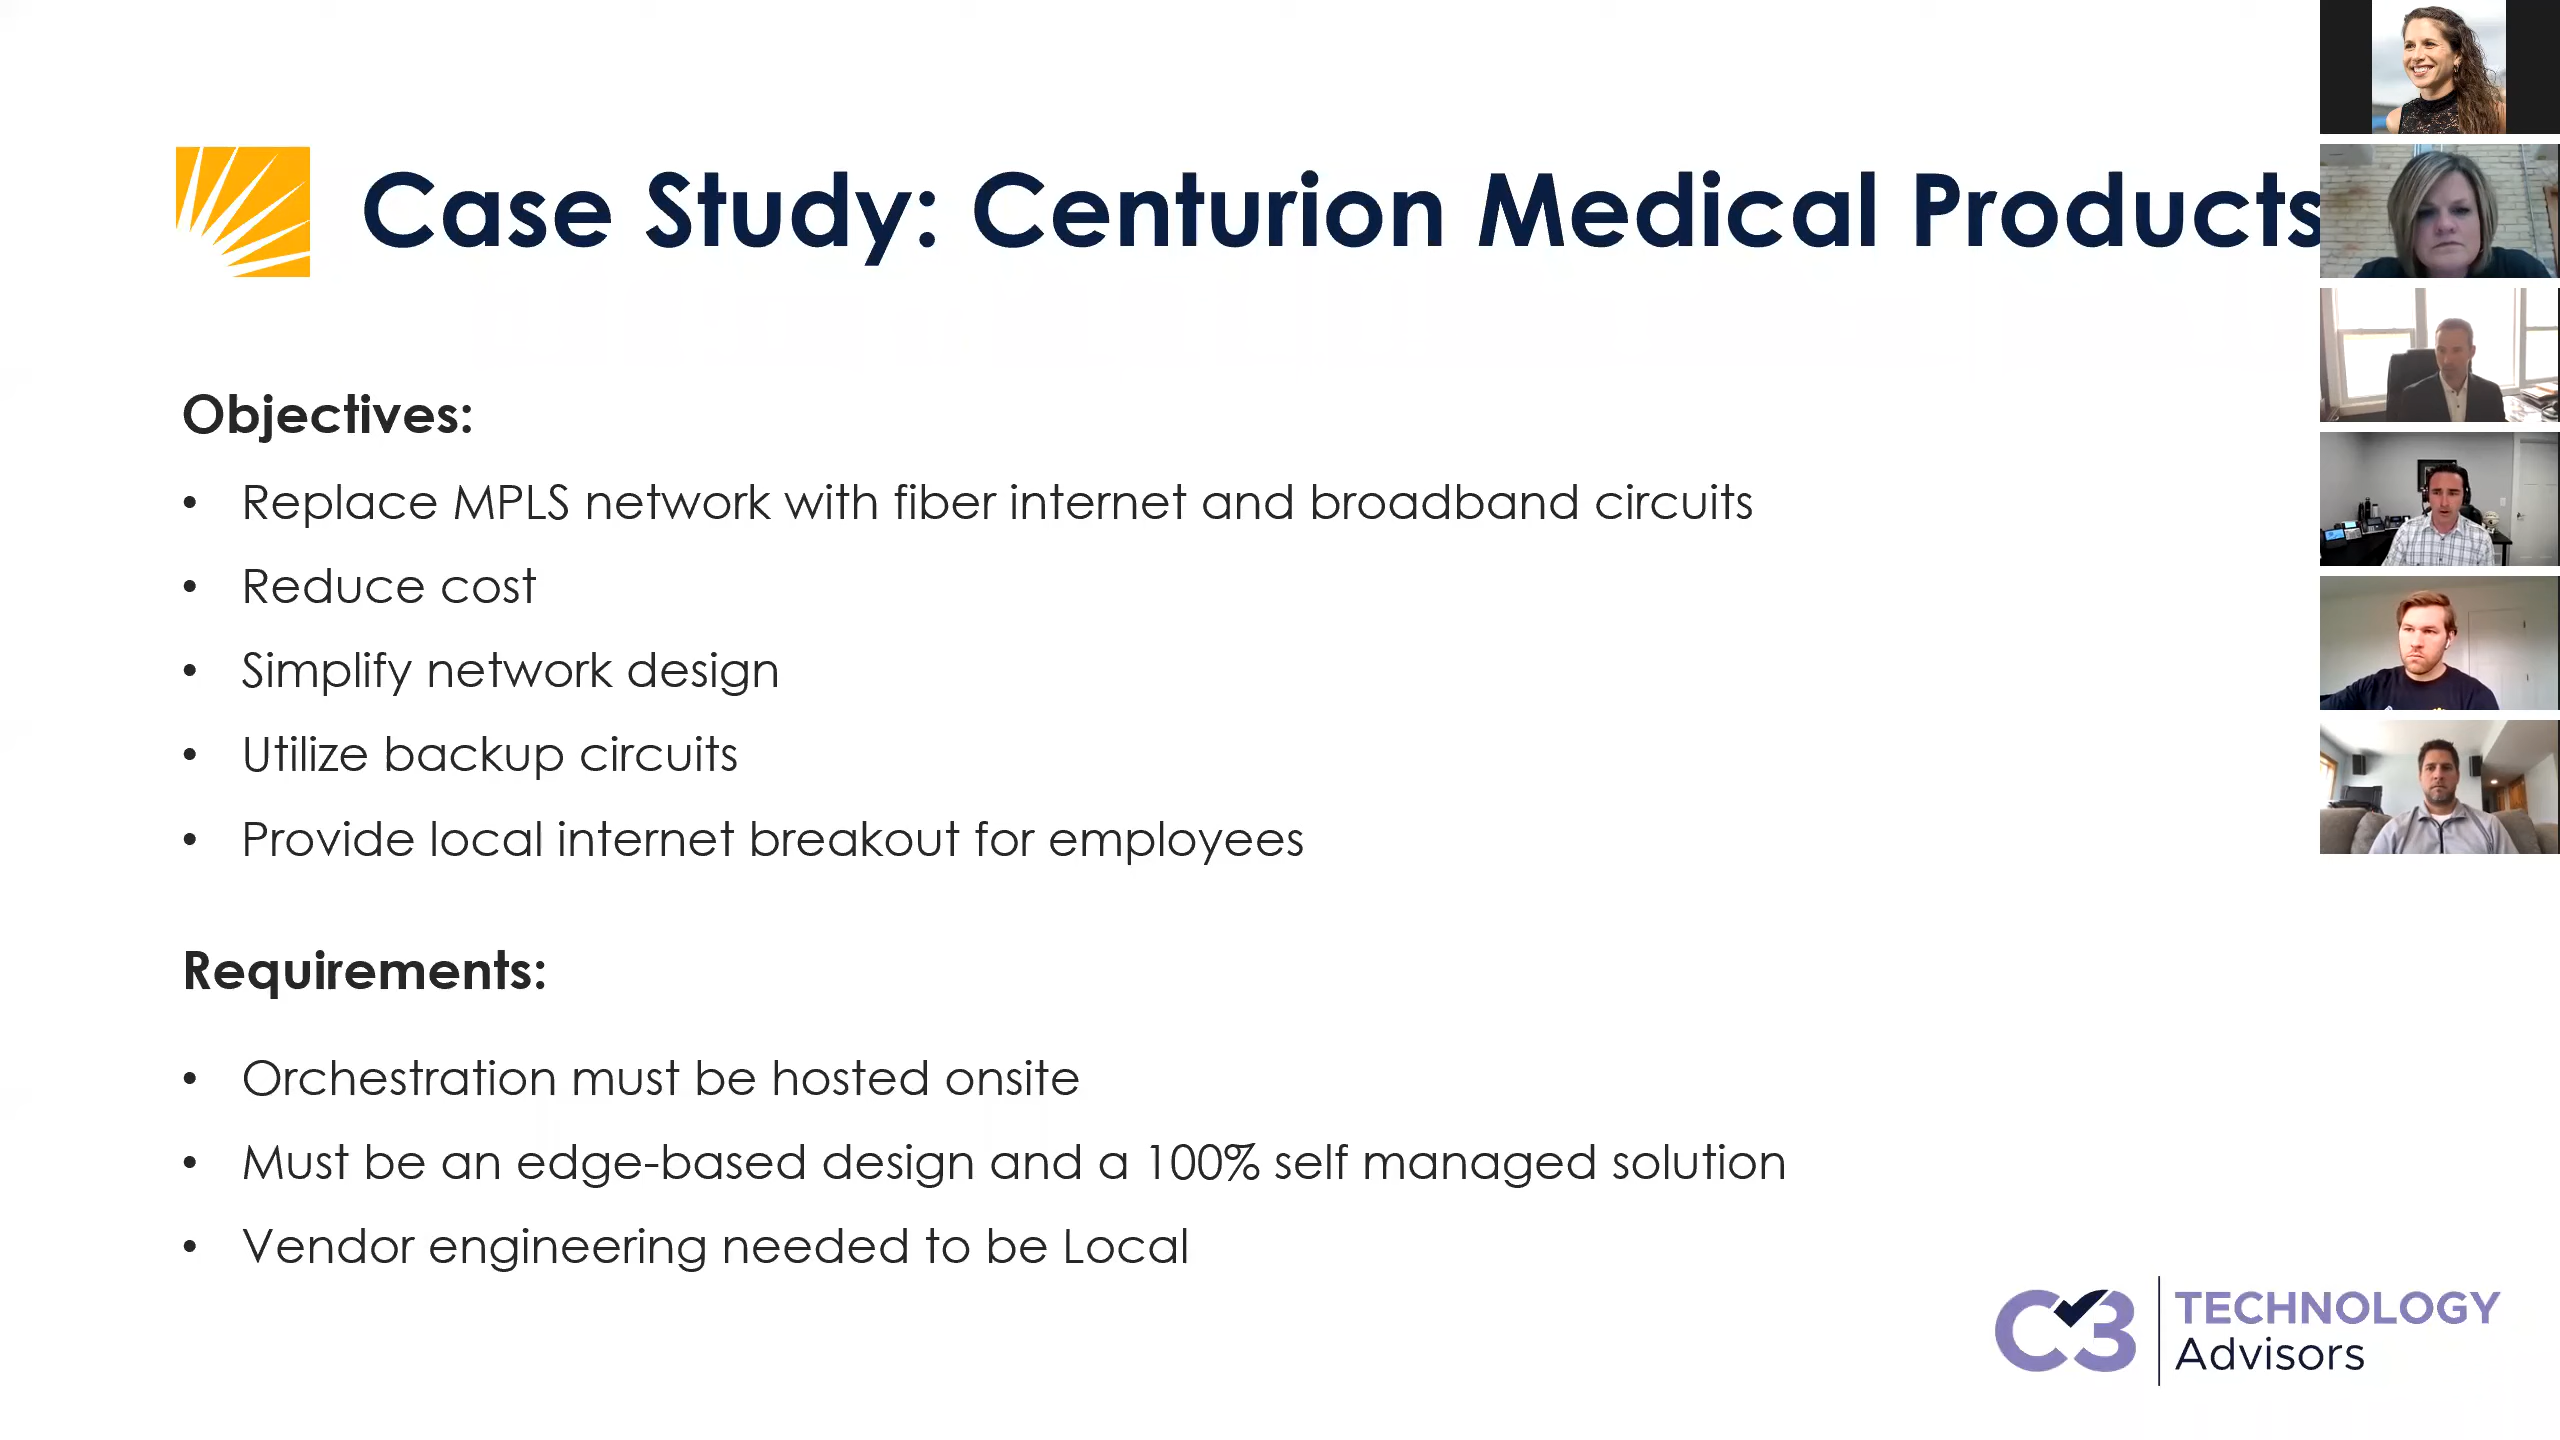 Case Study: Centurion Medical Products
Objectives:
• Replace MPLS network with fiber internet and broadband circuits
• Reduce cost
• Simplify network design
• Utilize backup circuits
• Provide local internet breakout for employees
Requirements:
• Orchestration must be hosted onsite
• Must be an edge-based design and a 100% self managed solution
• Vendor engineering needed to be Local
C3 TECHNOLOGY
Advisors